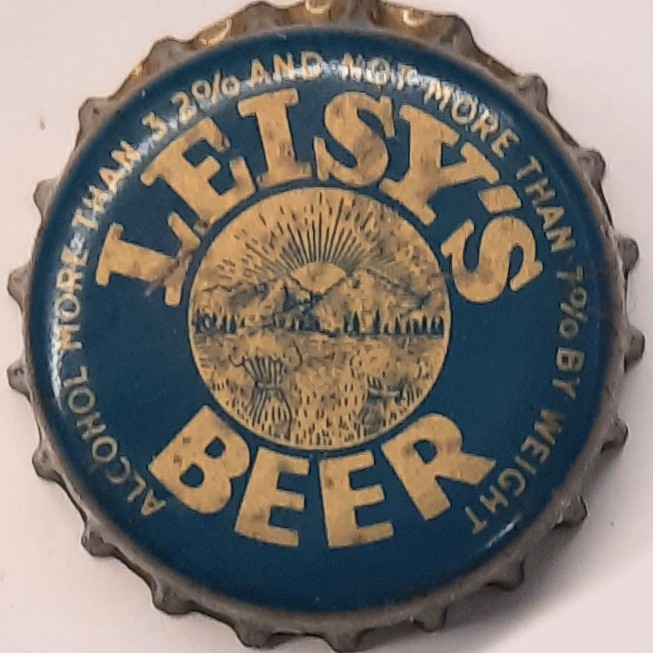 ALCOHOL MORE THAN 3.2% AND NOT MORE THAN 7% BY WEIGHT
LEISY'S
BEER